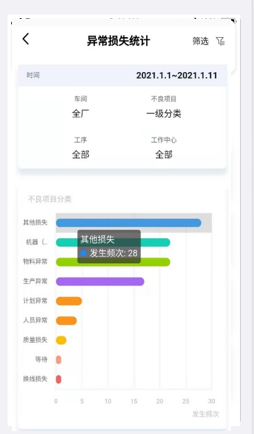 异常损失统计 筛选
时间 2021.1.1~2021.1.11
车间 不良项目
全厂 一级分类
工序 工作中心
全部 全部
不良项目分类
其他损失
机器（..
物料异常
生产异常
计划异常
人员异常
质量损失
等待
换线损失
其他损失
发生频次: 28
0 5 10 15 20 25 30
发生频次